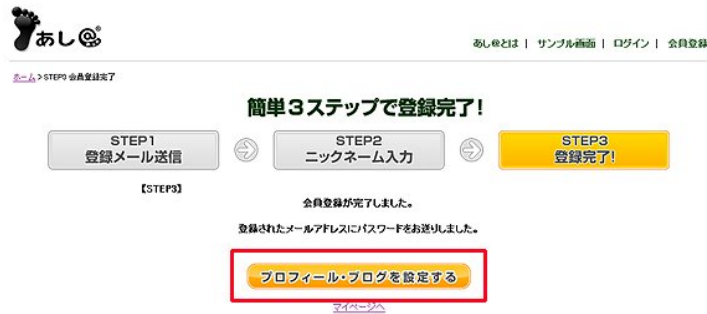 あし@
あし@とは | サンプル画面 | ログイン | 会員登録
ホーム > STEP3 会員登録完了
簡単3ステップで登録完了!
STEP1
登録メール送信
STEP2
ニックネーム入力
STEP3
登録完了!
【STEP3】
会員登録が完了しました。
登録されたメールアドレスにパスワードをお送りしました。
プロフィール・ブログを設定する
マイページへ